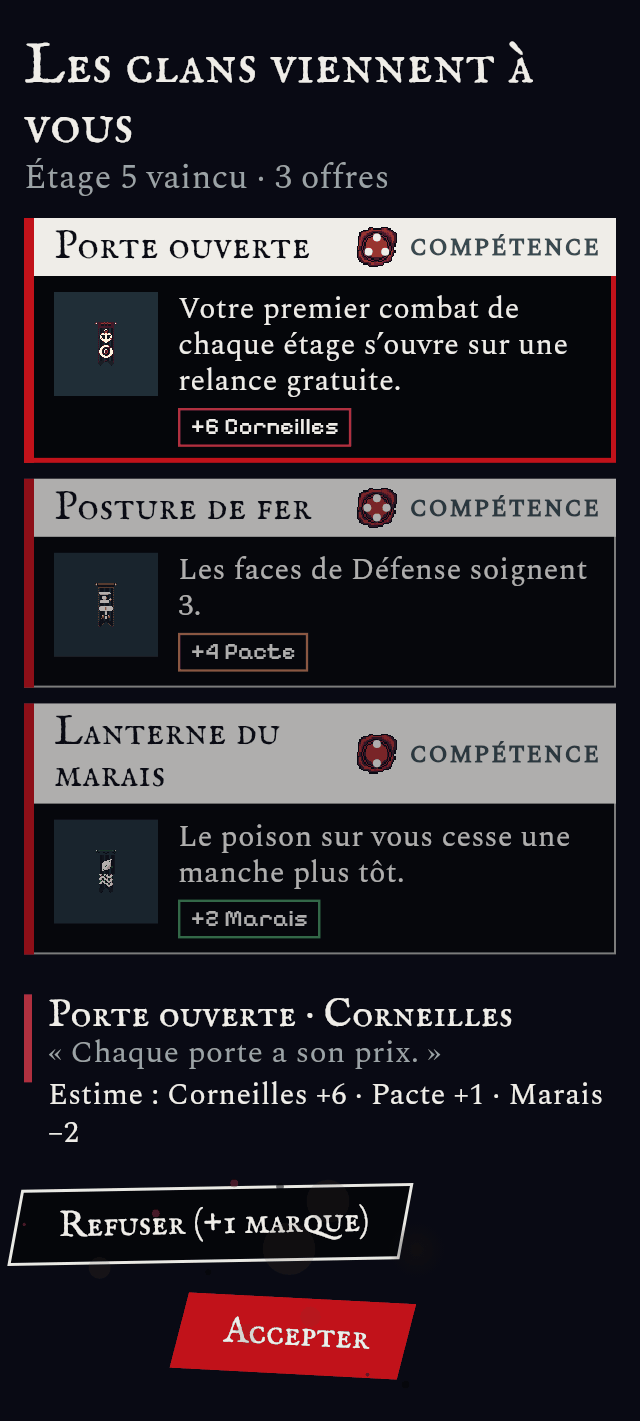 Les clans viennent à
vous
Étage 5 vaincu · 3 offres
Porte ouverte
COMPÉTENCE
Votre premier combat de
chaque étage s’ouvre sur une
relance gratuite.
+6 Corneilles
Posture de fer
COMPÉTENCE
Les faces de Défense soignent
3.
+4 Pacte
Lanterne du
marais
COMPÉTENCE
Le poison sur vous cesse une
manche plus tôt.
+2 Marais
Porte ouverte · Corneilles
« Chaque porte a son prix. »
Estime : Corneilles +6 · Pacte +1 · Marais
−2
Refuser (+1 marque)
Accepter